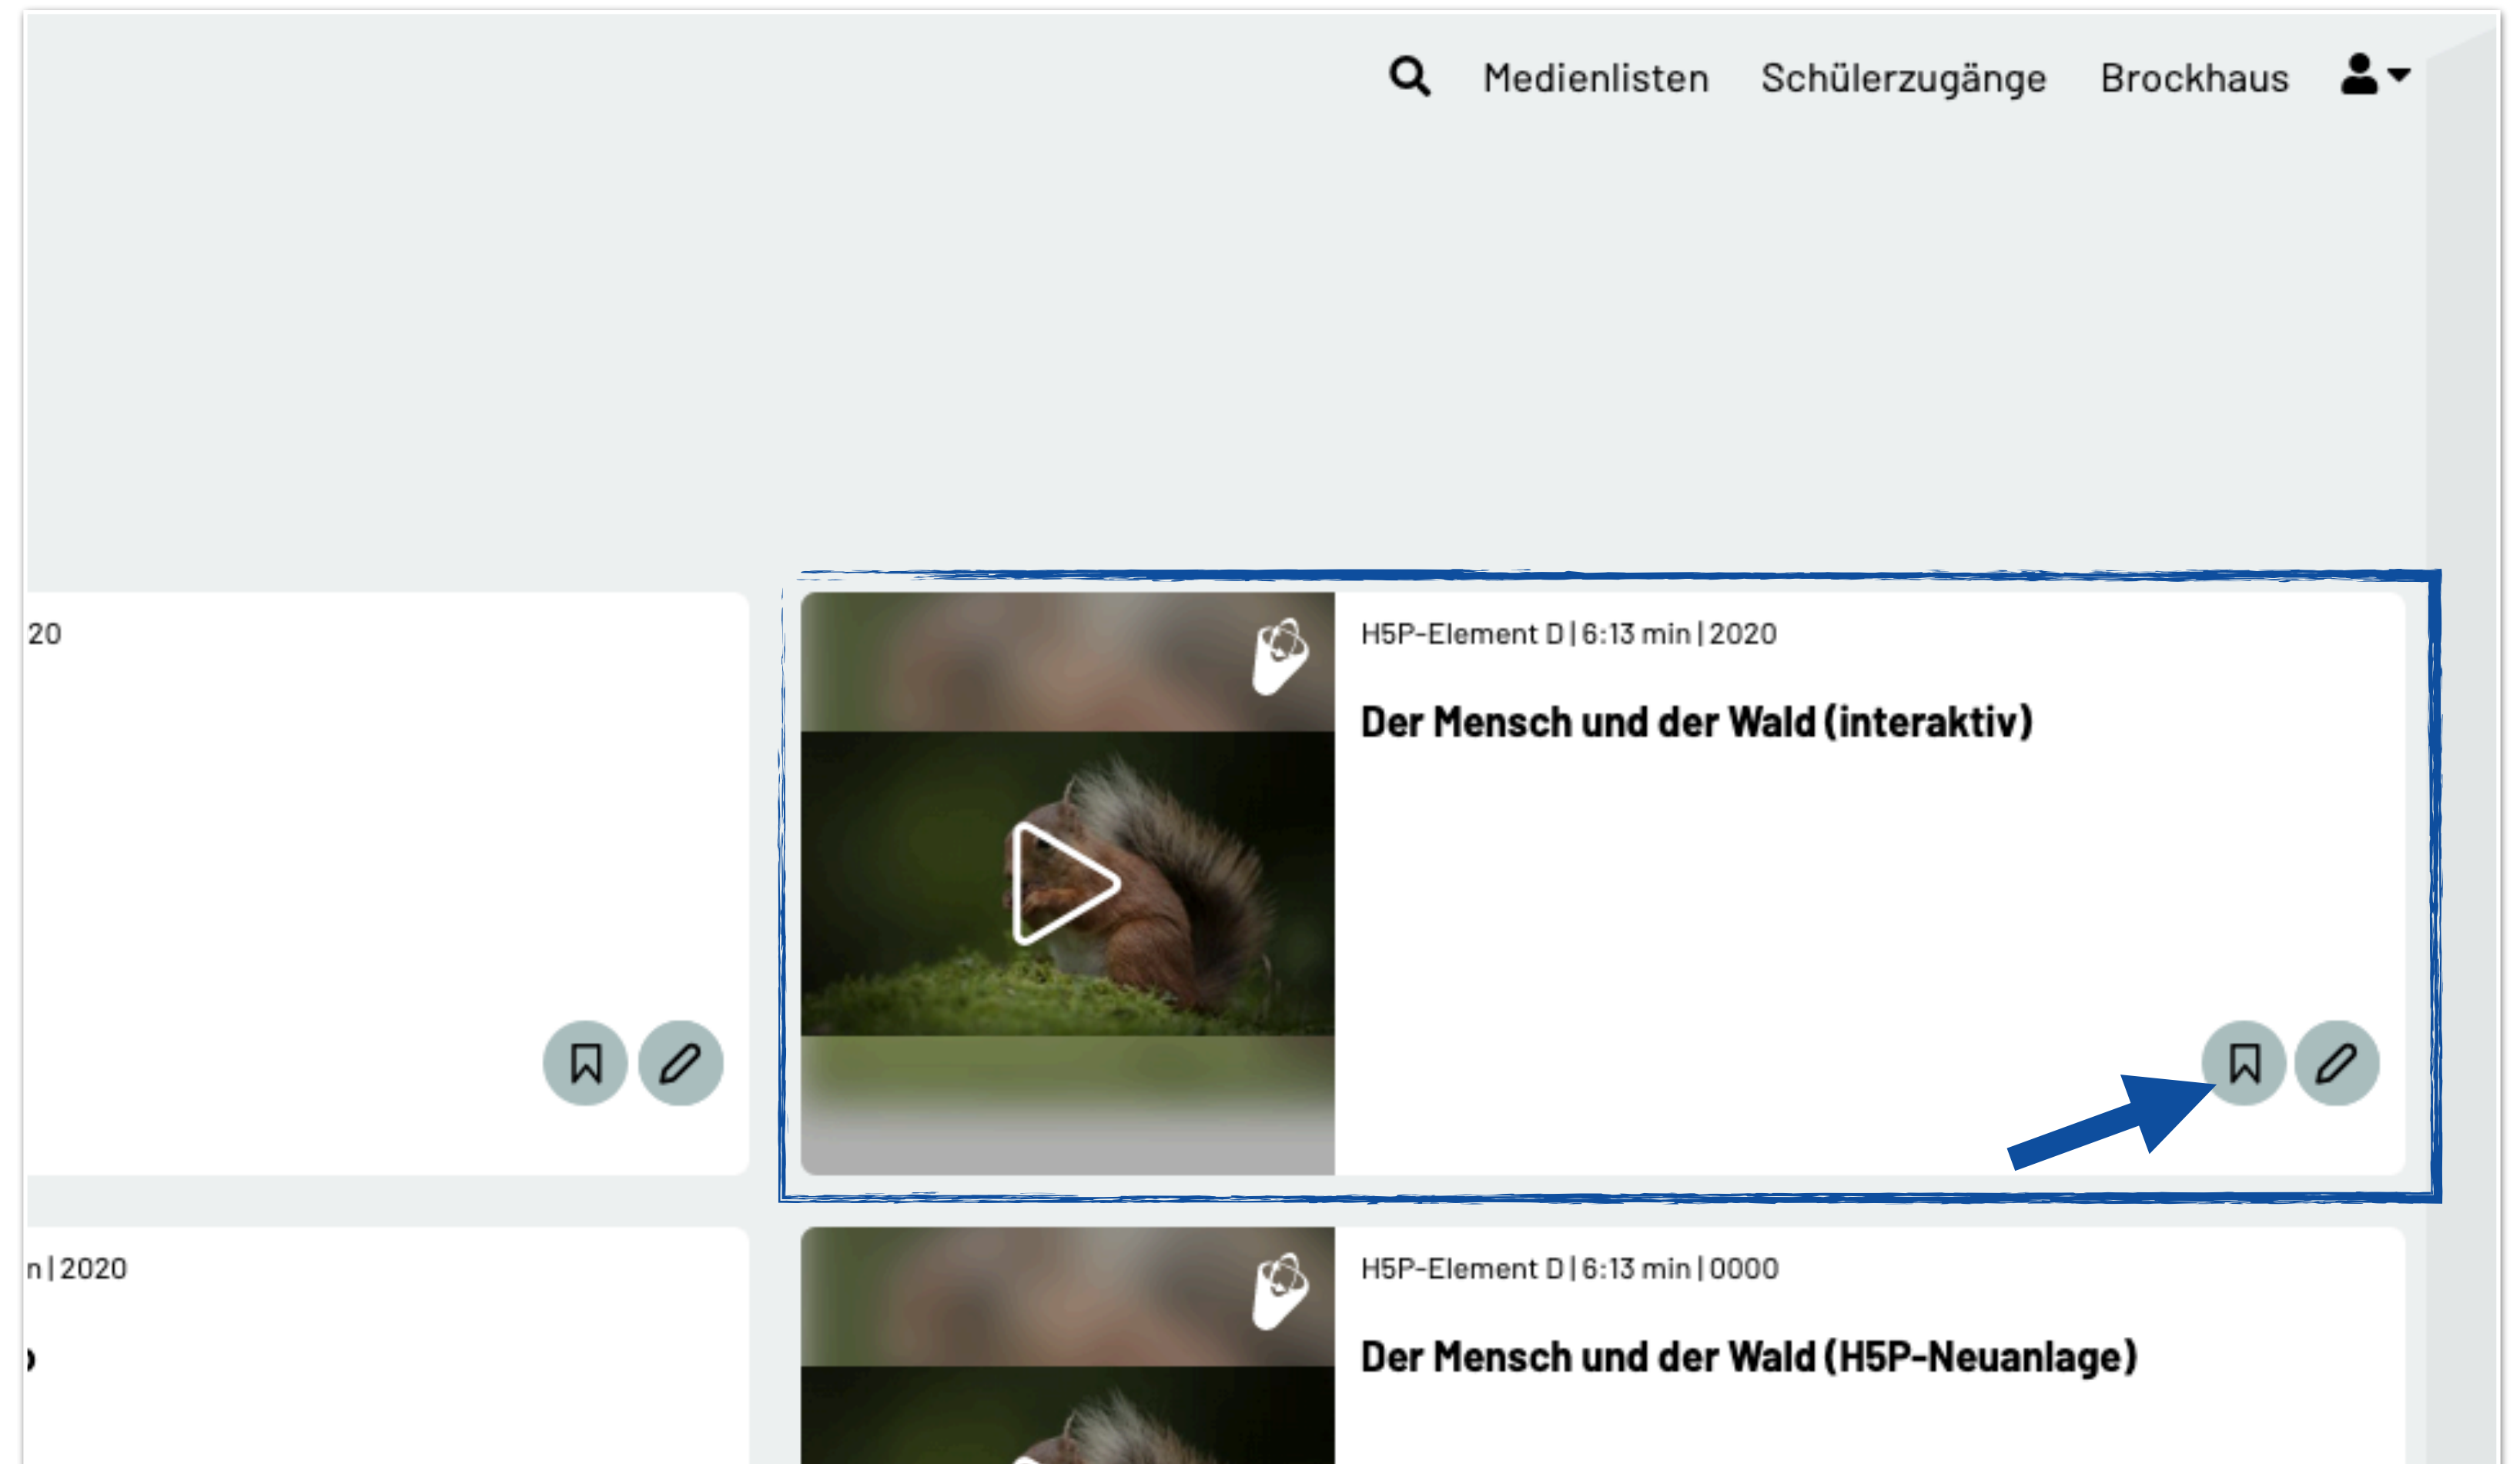 Medienlisten Schülerzugänge Brockhaus
20
H5P-Element D | 6:13 min | 2020
Der Mensch und der Wald (interaktiv)
n | 2020
H5P-Element D | 6:13 min | 0000
Der Mensch und der Wald (H5P-Neuanlage)